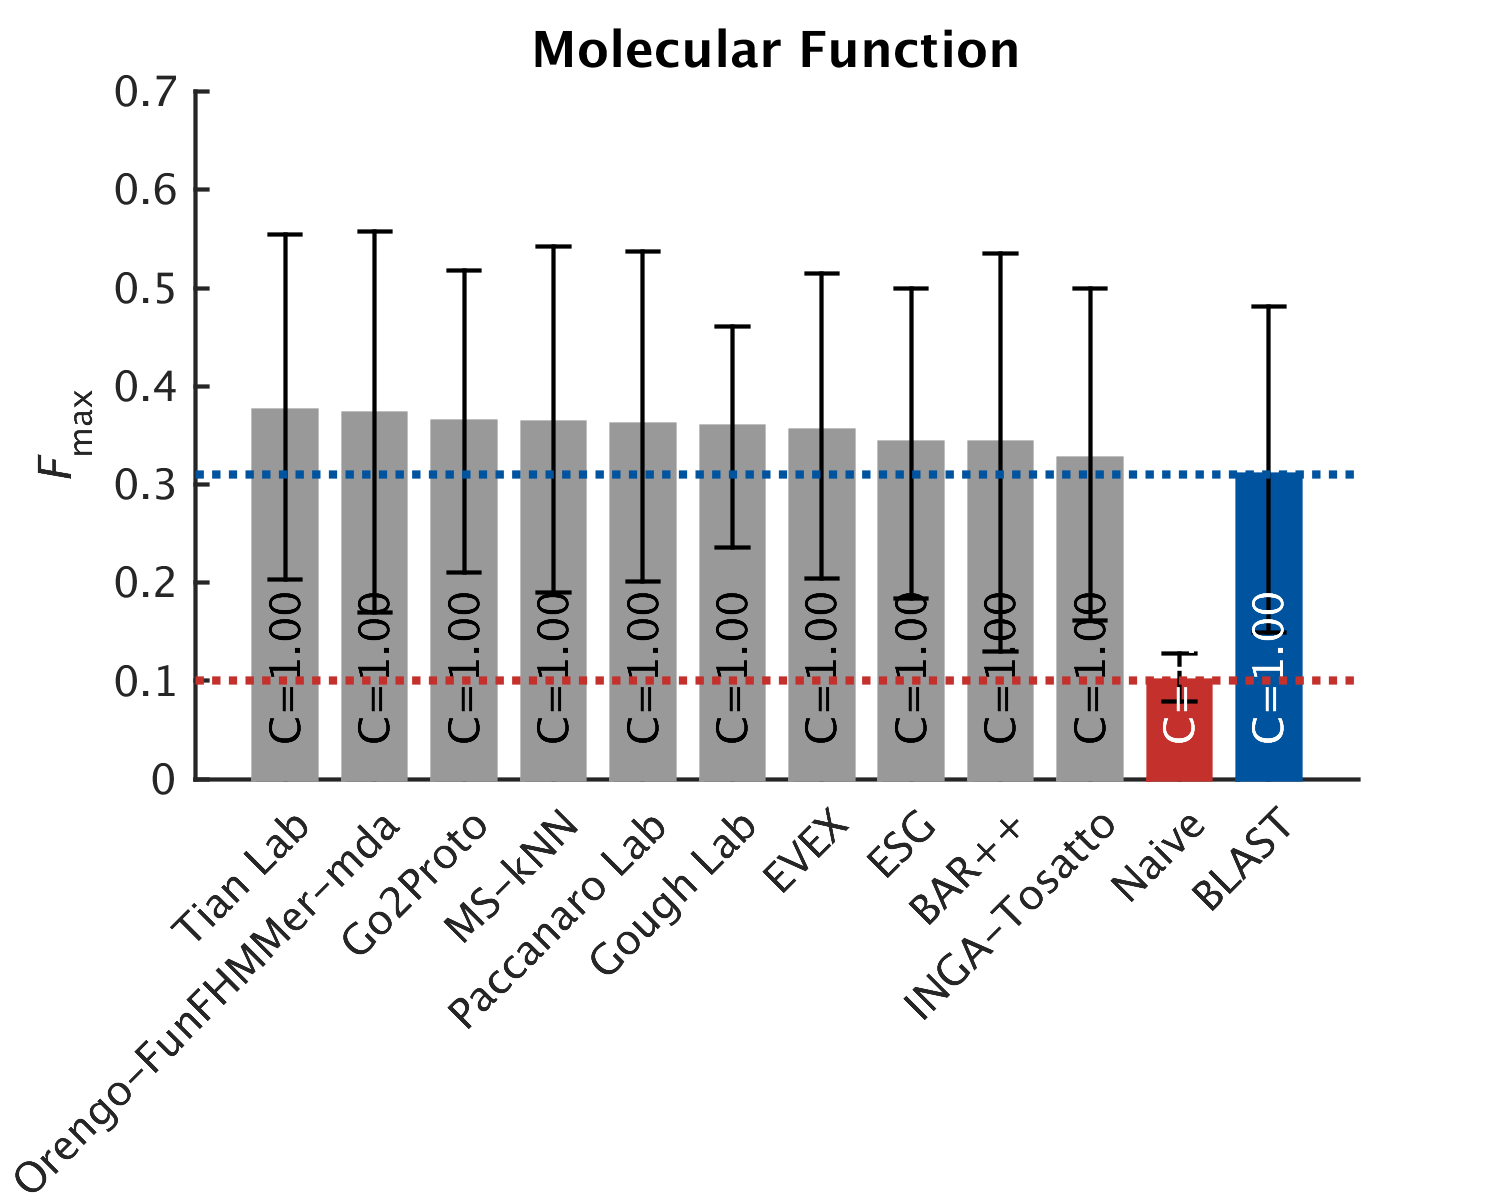 Molecular Function
0.7
0.6
0.5
0.4
0.3
0.2
0.1
0
Fmax
C=1.00
C=1.00
C=1.00
C=1.00
C=1.00
C=1.00
C=1.00
C=1.00
C=1.00
C=1.00
C=
C=1.00
Tian Lab
Orengo-FunFHMMer-mda
Go2Proto
MS-kNN
Paccanaro Lab
Gough Lab
EVEX
ESG
BAR++
INGA-Tosatto
Naive
BLAST